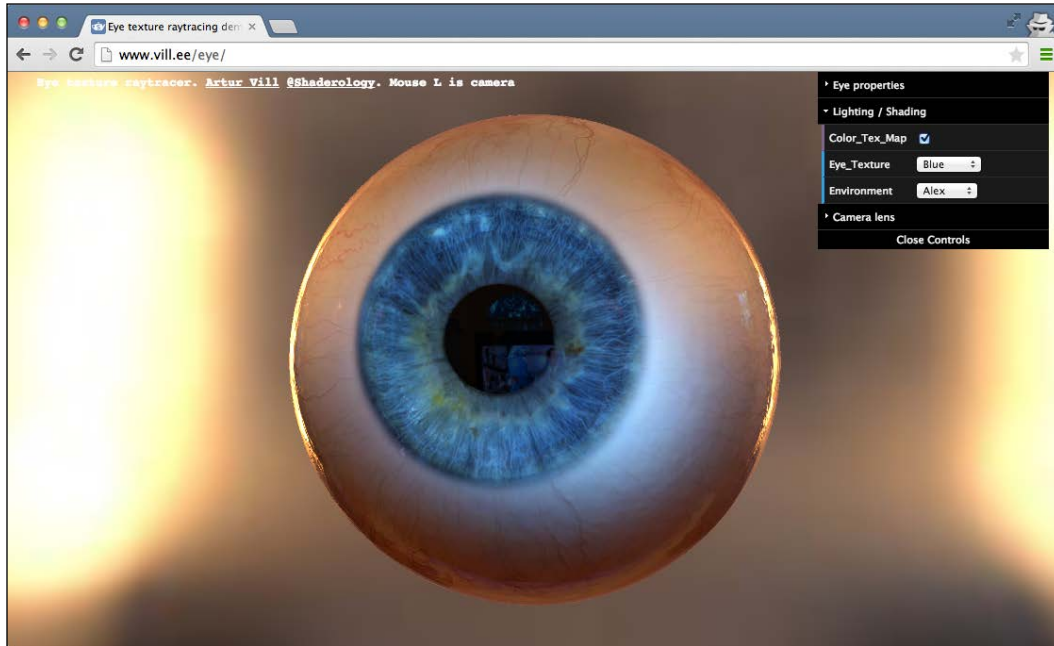 Eye texture raytracing dem
www.vill.ee/eye/
Eye texture raytracer. Artur Vill @Shaderology. Mouse L is camera
Eye properties
Lighting / Shading
Color_Tex_Map
Eye_Texture Blue
Environment Alex
Camera lens
Close Controls